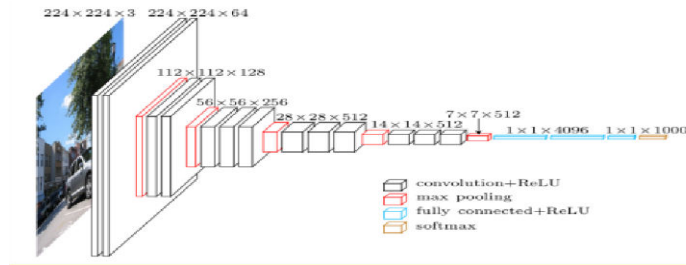 224×224×3 224×224×64
112×112×128
56×56×256
28×28×512
14×14×512
7×7×512
1×1×4096 1×1×1000
convolution+ReLU
max pooling
fully connected+ReLU
softmax